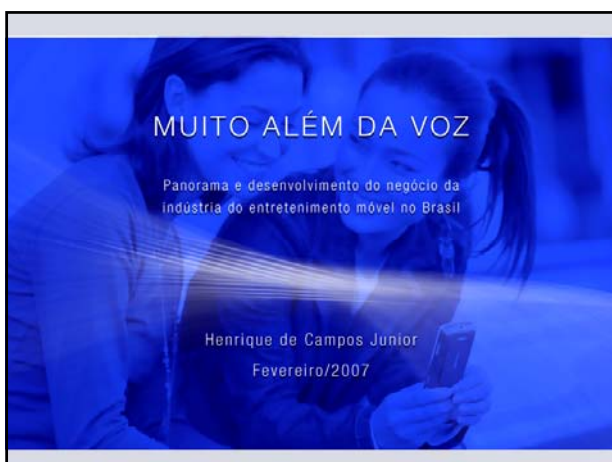 MUITO ALÉM DA VOZ
Panorama e desenvolvimento do negócio da
indústria do entretenimento móvel no Brasil
Henrique de Campos Junior
Fevereiro/2007